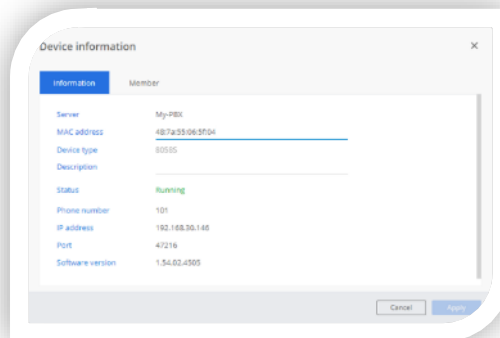 Device information
Information Member
Server My-PBX
MAC address 48:7a:55:06:5f:04
Device type 8058S
Description
Status Running
Phone number 101
IP address 192.168.30.146
Port 47216
Software version 1.54.02.4505
Cancel Apply